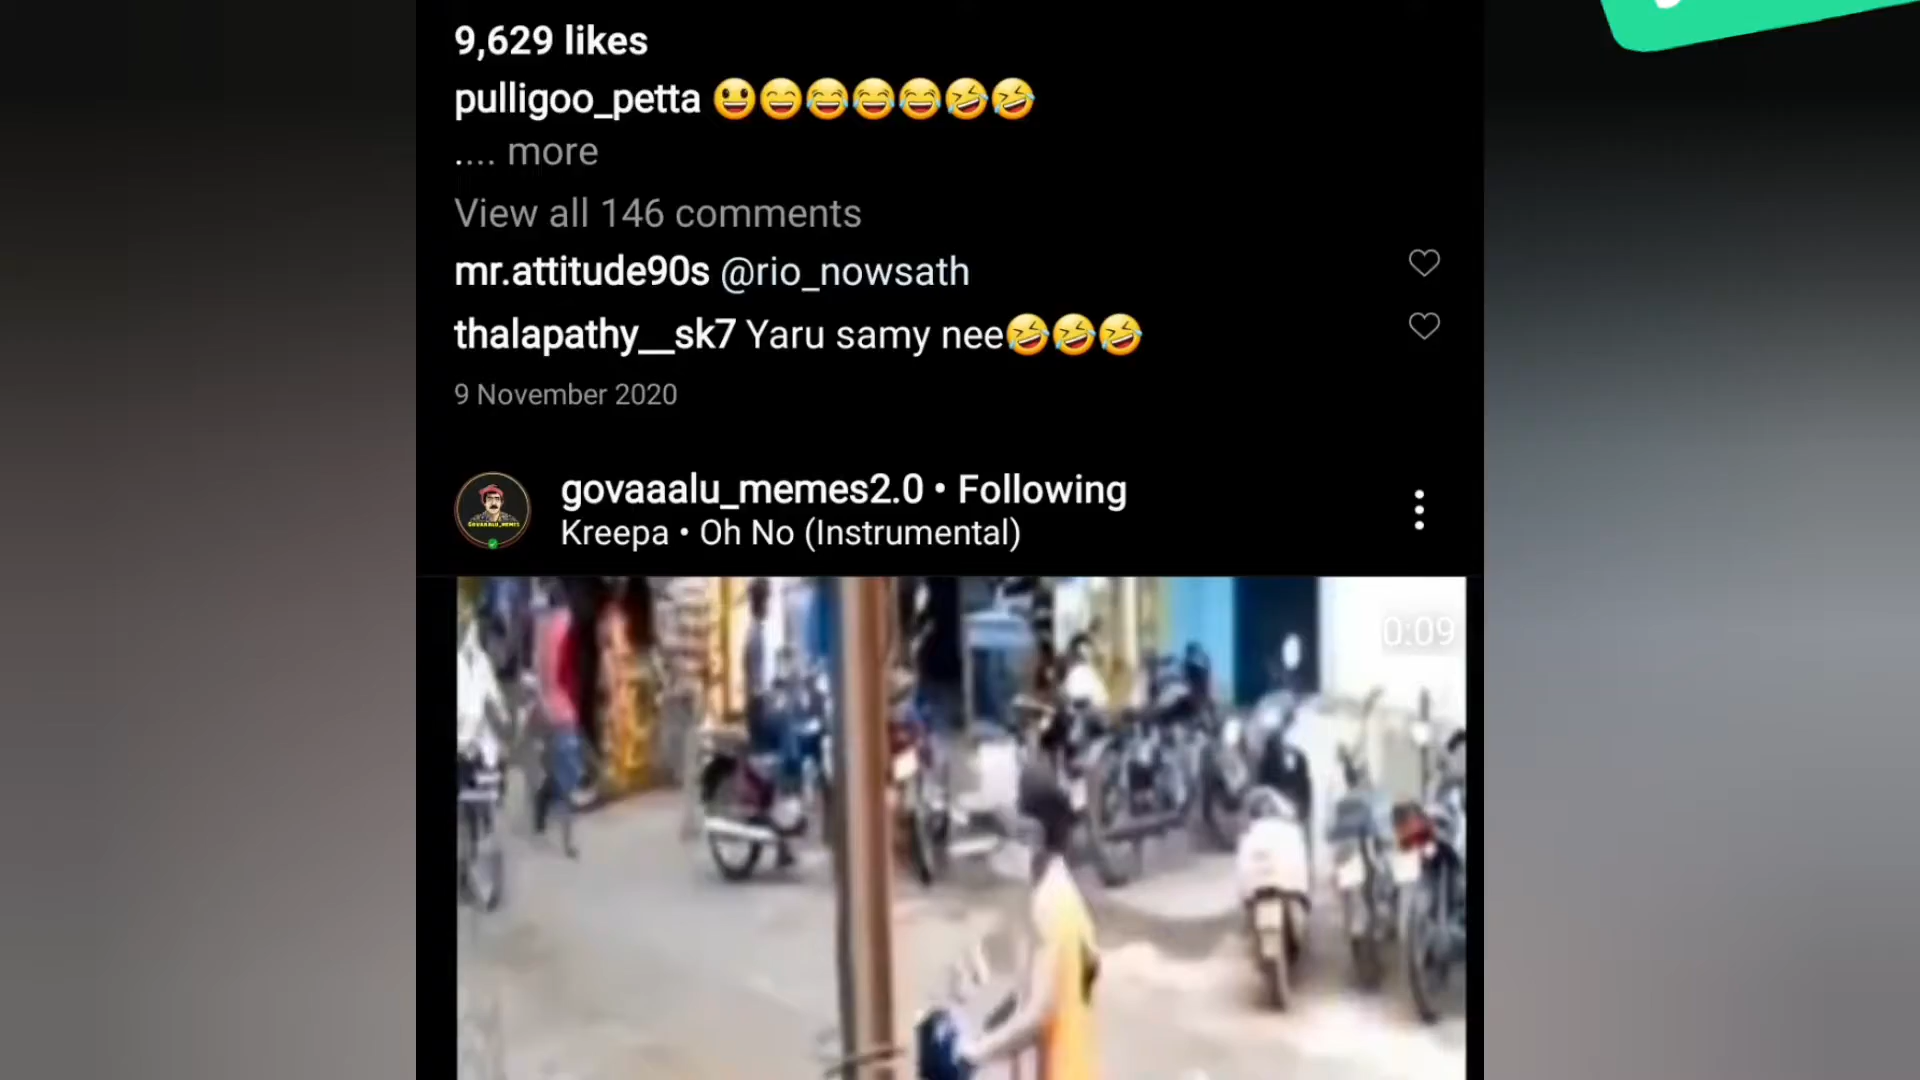 9,629 likes
pulligoo_petta 😃😄😂😂😂🤣🤣
.... more
View all 146 comments
mr.attitude90s @rio_nowsath
thalapathy__sk7 Yaru samy nee🤣🤣🤣
9 November 2020
govaaalu_memes2.0 • Following
Kreepa • Oh No (Instrumental)
0:09